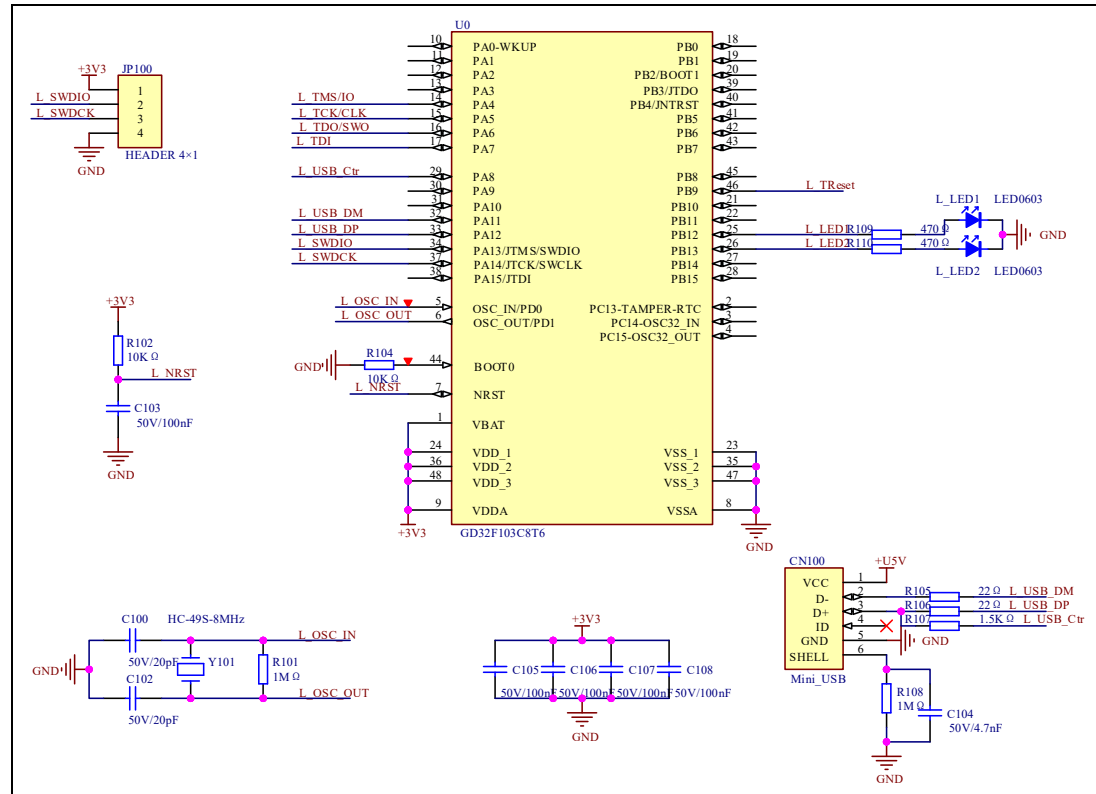 U0
+3V3
JP100
L_SWDIO
L_SWDCK
1
2
3
4
GND
HEADER 4×1
10 PA0-WKUP
11 PA1
12 PA2
13 PA3
L_TMS/IO 14 PA4
L_TCK/CLK 15 PA5
L_TDO/SWO 16 PA6
L_TDI 17 PA7
L_USB_Ctr 29 PA8
30 PA9
31 PA10
L_USB_DM 32 PA11
L_USB_DP 33 PA12
L_SWDIO 34 PA13/JTMS/SWDIO
L_SWDCK 37 PA14/JTCK/SWCLK
38 PA15/JTDI
L_OSC_IN 5 OSC_IN/PD0
L_OSC_OUT 6 OSC_OUT/PD1
GND R104 10KΩ 44 BOOT0
L_NRST 7 NRST
1 VBAT
24 VDD_1
36 VDD_2
48 VDD_3
9 VDDA
+3V3
GD32F103C8T6
PB0 18
PB1 19
PB2/BOOT1 20
PB3/JTDO 39
PB4/JNTRST 40
PB5 41
PB6 42
PB7 43
PB8 45
PB9 46 L_TReset
PB10 21
PB11 22
PB12 25 L_LED1 R109 470Ω
PB13 26 L_LED2 R110 470Ω
PB14 27
PB15 28
L_LED1 LED0603
GND
L_LED2 LED0603
PC13-TAMPER-RTC 2
PC14-OSC32_IN 3
PC15-OSC32_OUT 4
VSS_1 23
VSS_2 35
VSS_3 47
VSSA 8
GND
+3V3
R102
10KΩ
L_NRST
C103
50V/100nF
GND
C100
HC-49S-8MHz
L_OSC_IN
50V/20pF
Y101
R101
1MΩ
GND
C102
L_OSC_OUT
50V/20pF
+3V3
C105
C106
C107
C108
50V/100nF
50V/100nF
50V/100nF
50V/100nF
GND
CN100
+U5V
VCC 1
D- 2 R105 22Ω L_USB_DM
D+ 3 R106 22Ω L_USB_DP
ID 4 R107 1.5KΩ L_USB_Ctr
GND 5 GND
SHELL 6
Mini_USB
R108
1MΩ
C104
50V/4.7nF
GND